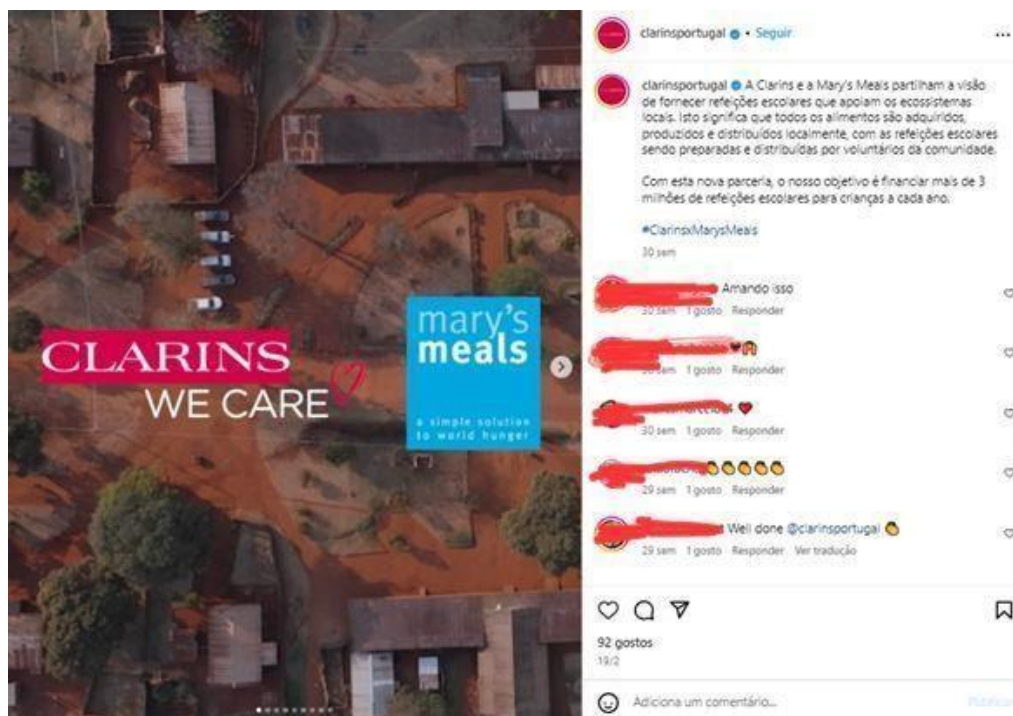 CLARINS
WE CARE
mary's
meals
a simple solution
to world hunger
clarinsportugal • Seguir
clarinsportugal A Clarins e a Mary's Meals partilham a visão
de fornecer refeições escolares que apoiam os ecossistemas
locais. Isto significa que todos os alimentos são adquiridos,
produzidos e distribuídos localmente, com as refeições escolares
sendo preparadas e distribuídas por voluntários da comunidade.
Com esta nova parceria, o nosso objetivo é financiar mais de 3
milhões de refeições escolares para crianças a cada ano.
#ClarinsxMarysMeals
30 sem
Amando isso
30 sem 1 gosto Responder
sem 1 gosto Responder
30 sem 1 gosto Responder
29 sem 1 gosto Responder
Well done @clarinsportugal
29 sem 1 gosto Responder Ver tradução
92 gostos
19/2
Adiciona um comentário... Publicar